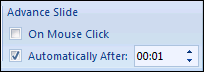 Advance Slide
On Mouse Click
Automatically After: 00:01